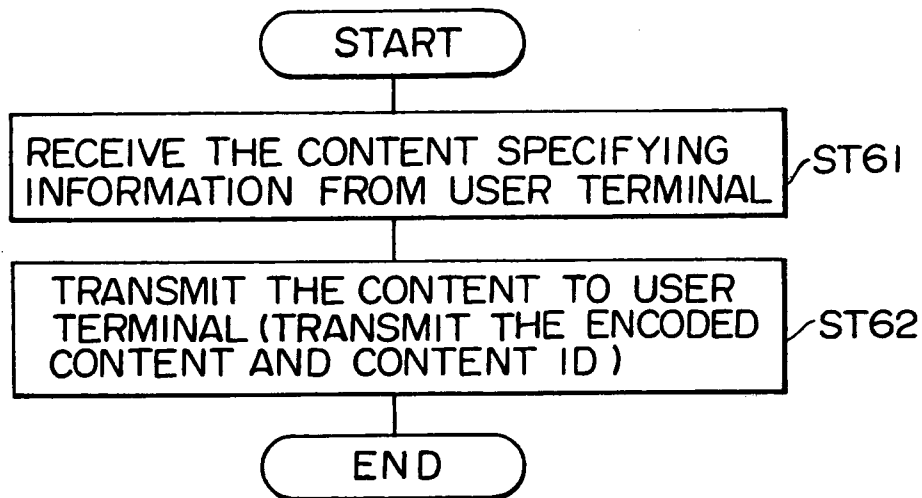 START
RECEIVE THE CONTENT SPECIFYING
INFORMATION FROM USER TERMINAL
ST61
TRANSMIT THE CONTENT TO USER
TERMINAL (TRANSMIT THE ENCODED
CONTENT AND CONTENT ID)
ST62
END